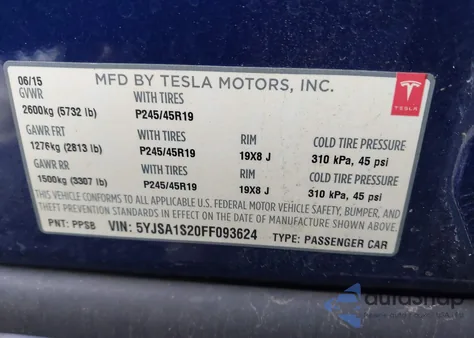 06/15 MFD BY TESLA MOTORS, INC.
GVWR WITH TIRES
2600kg (5732 lb) P245/45R19
GAWR FRT WITH TIRES RIM COLD TIRE PRESSURE
1276kg (2813 lb) P245/45R19 19X8 J 310 kPa, 45 psi
GAWR RR WITH TIRES RIM COLD TIRE PRESSURE
1500kg (3307 lb) P245/45R19 19X8 J 310 kPa, 45 psi
THIS VEHICLE CONFORMS TO ALL APPLICABLE U.S. FEDERAL MOTOR VEHICLE SAFETY, BUMPER, AND
THEFT PREVENTION STANDARDS IN EFFECT ON THE DATE OF MANUFACTURE SHOWN ABOVE.
PNT: PPSB VIN: 5YJSA1S20FF093624 TYPE: PASSENGER CAR
TESLA
autoshop